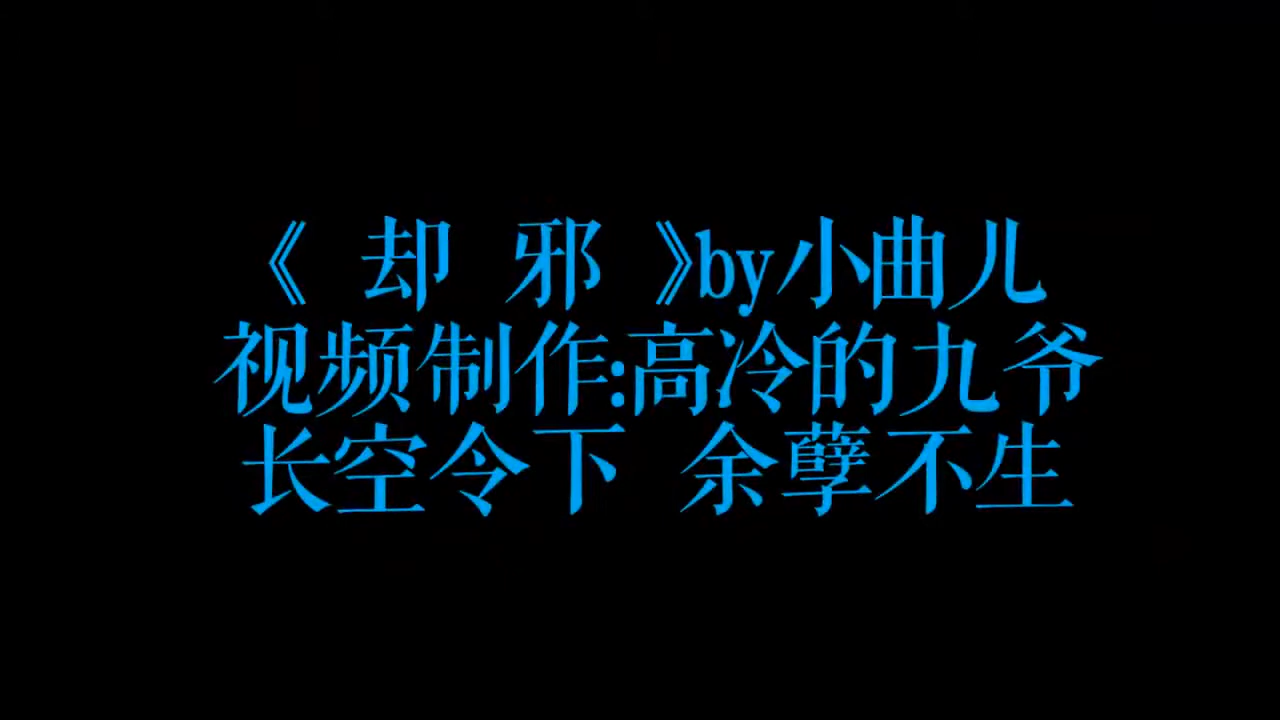 《 却 邪 》by小曲儿
视频制作:高冷的九爷
长空令下 余孽不生